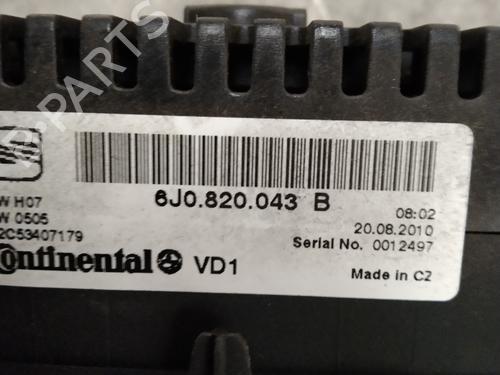 6J0.820.043 B
W H07
W 0505
2C53407179
08:02
20.08.2010
Serial No. 0012497
Continental VD1
Made in C2
B-PARTS